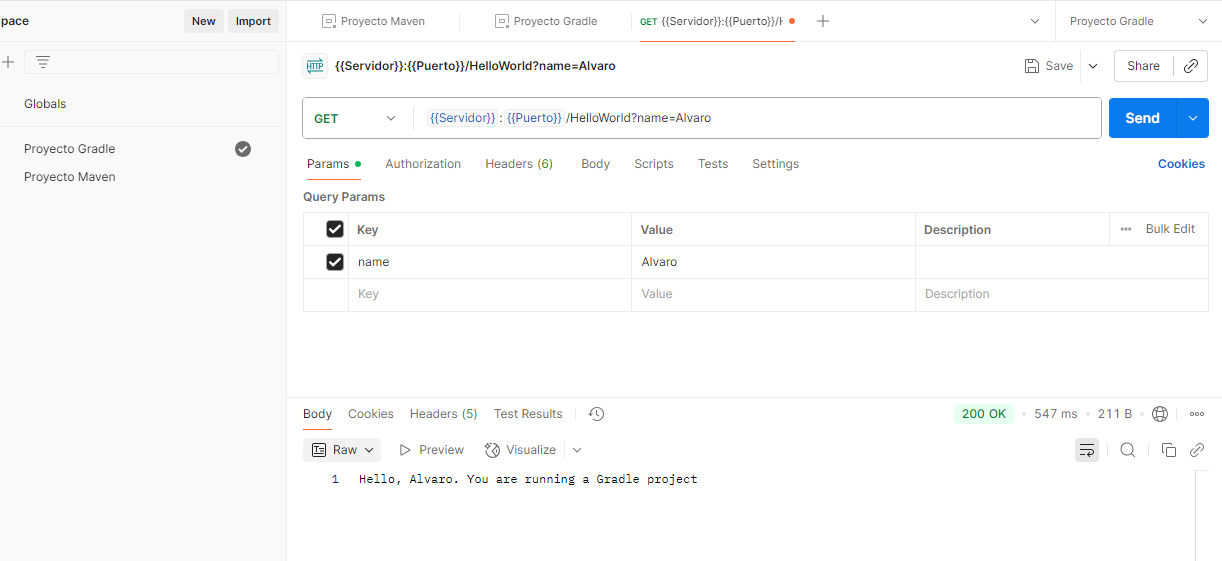 pace New Import
Proyecto Maven Proyecto Gradle GET {{Servidor}}:{{Puerto}}/H Proyecto Gradle
Globals
Proyecto Gradle
Proyecto Maven
HTTP {{Servidor}}:{{Puerto}}/HelloWorld?name=Alvaro Save Share
GET {{Servidor}} : {{Puerto}} /HelloWorld?name=Alvaro Send
Params Authorization Headers (6) Body Scripts Tests Settings Cookies
Query Params
Key Value Description Bulk Edit
name Alvaro
Key Value Description
Body Cookies Headers (5) Test Results 200 OK 547 ms 211 B
Raw Preview Visualize
1 Hello, Alvaro. You are running a Gradle project